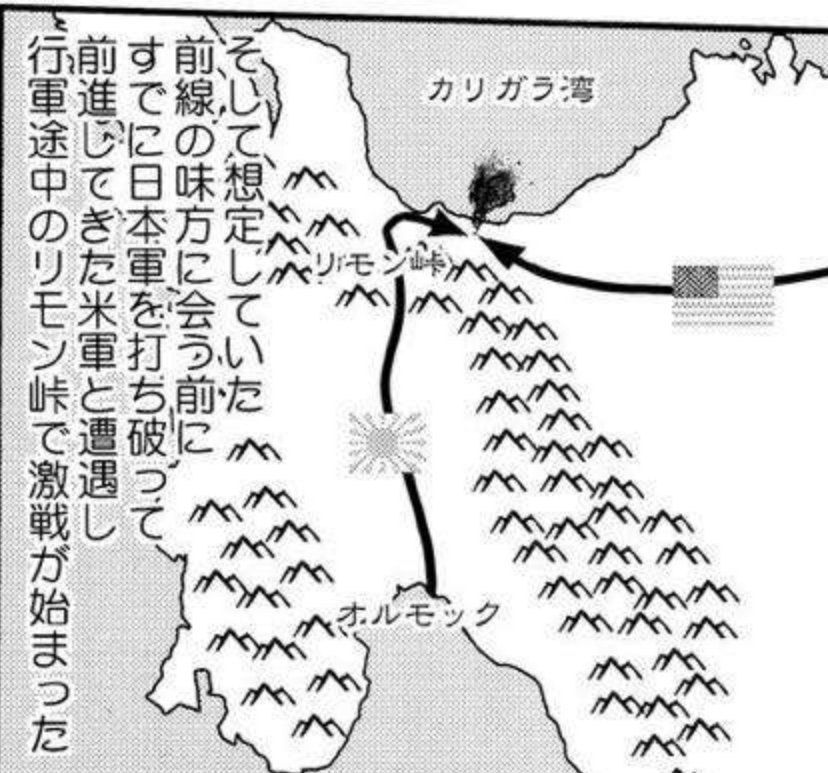 そして想定していた
前線の味方に会う前に
すでに日本軍を打ち破って
前進してきた米軍と遭遇し
行軍途中のリモン峠で激戦が始まった
カリガラ湾
リモン峠
オルモック